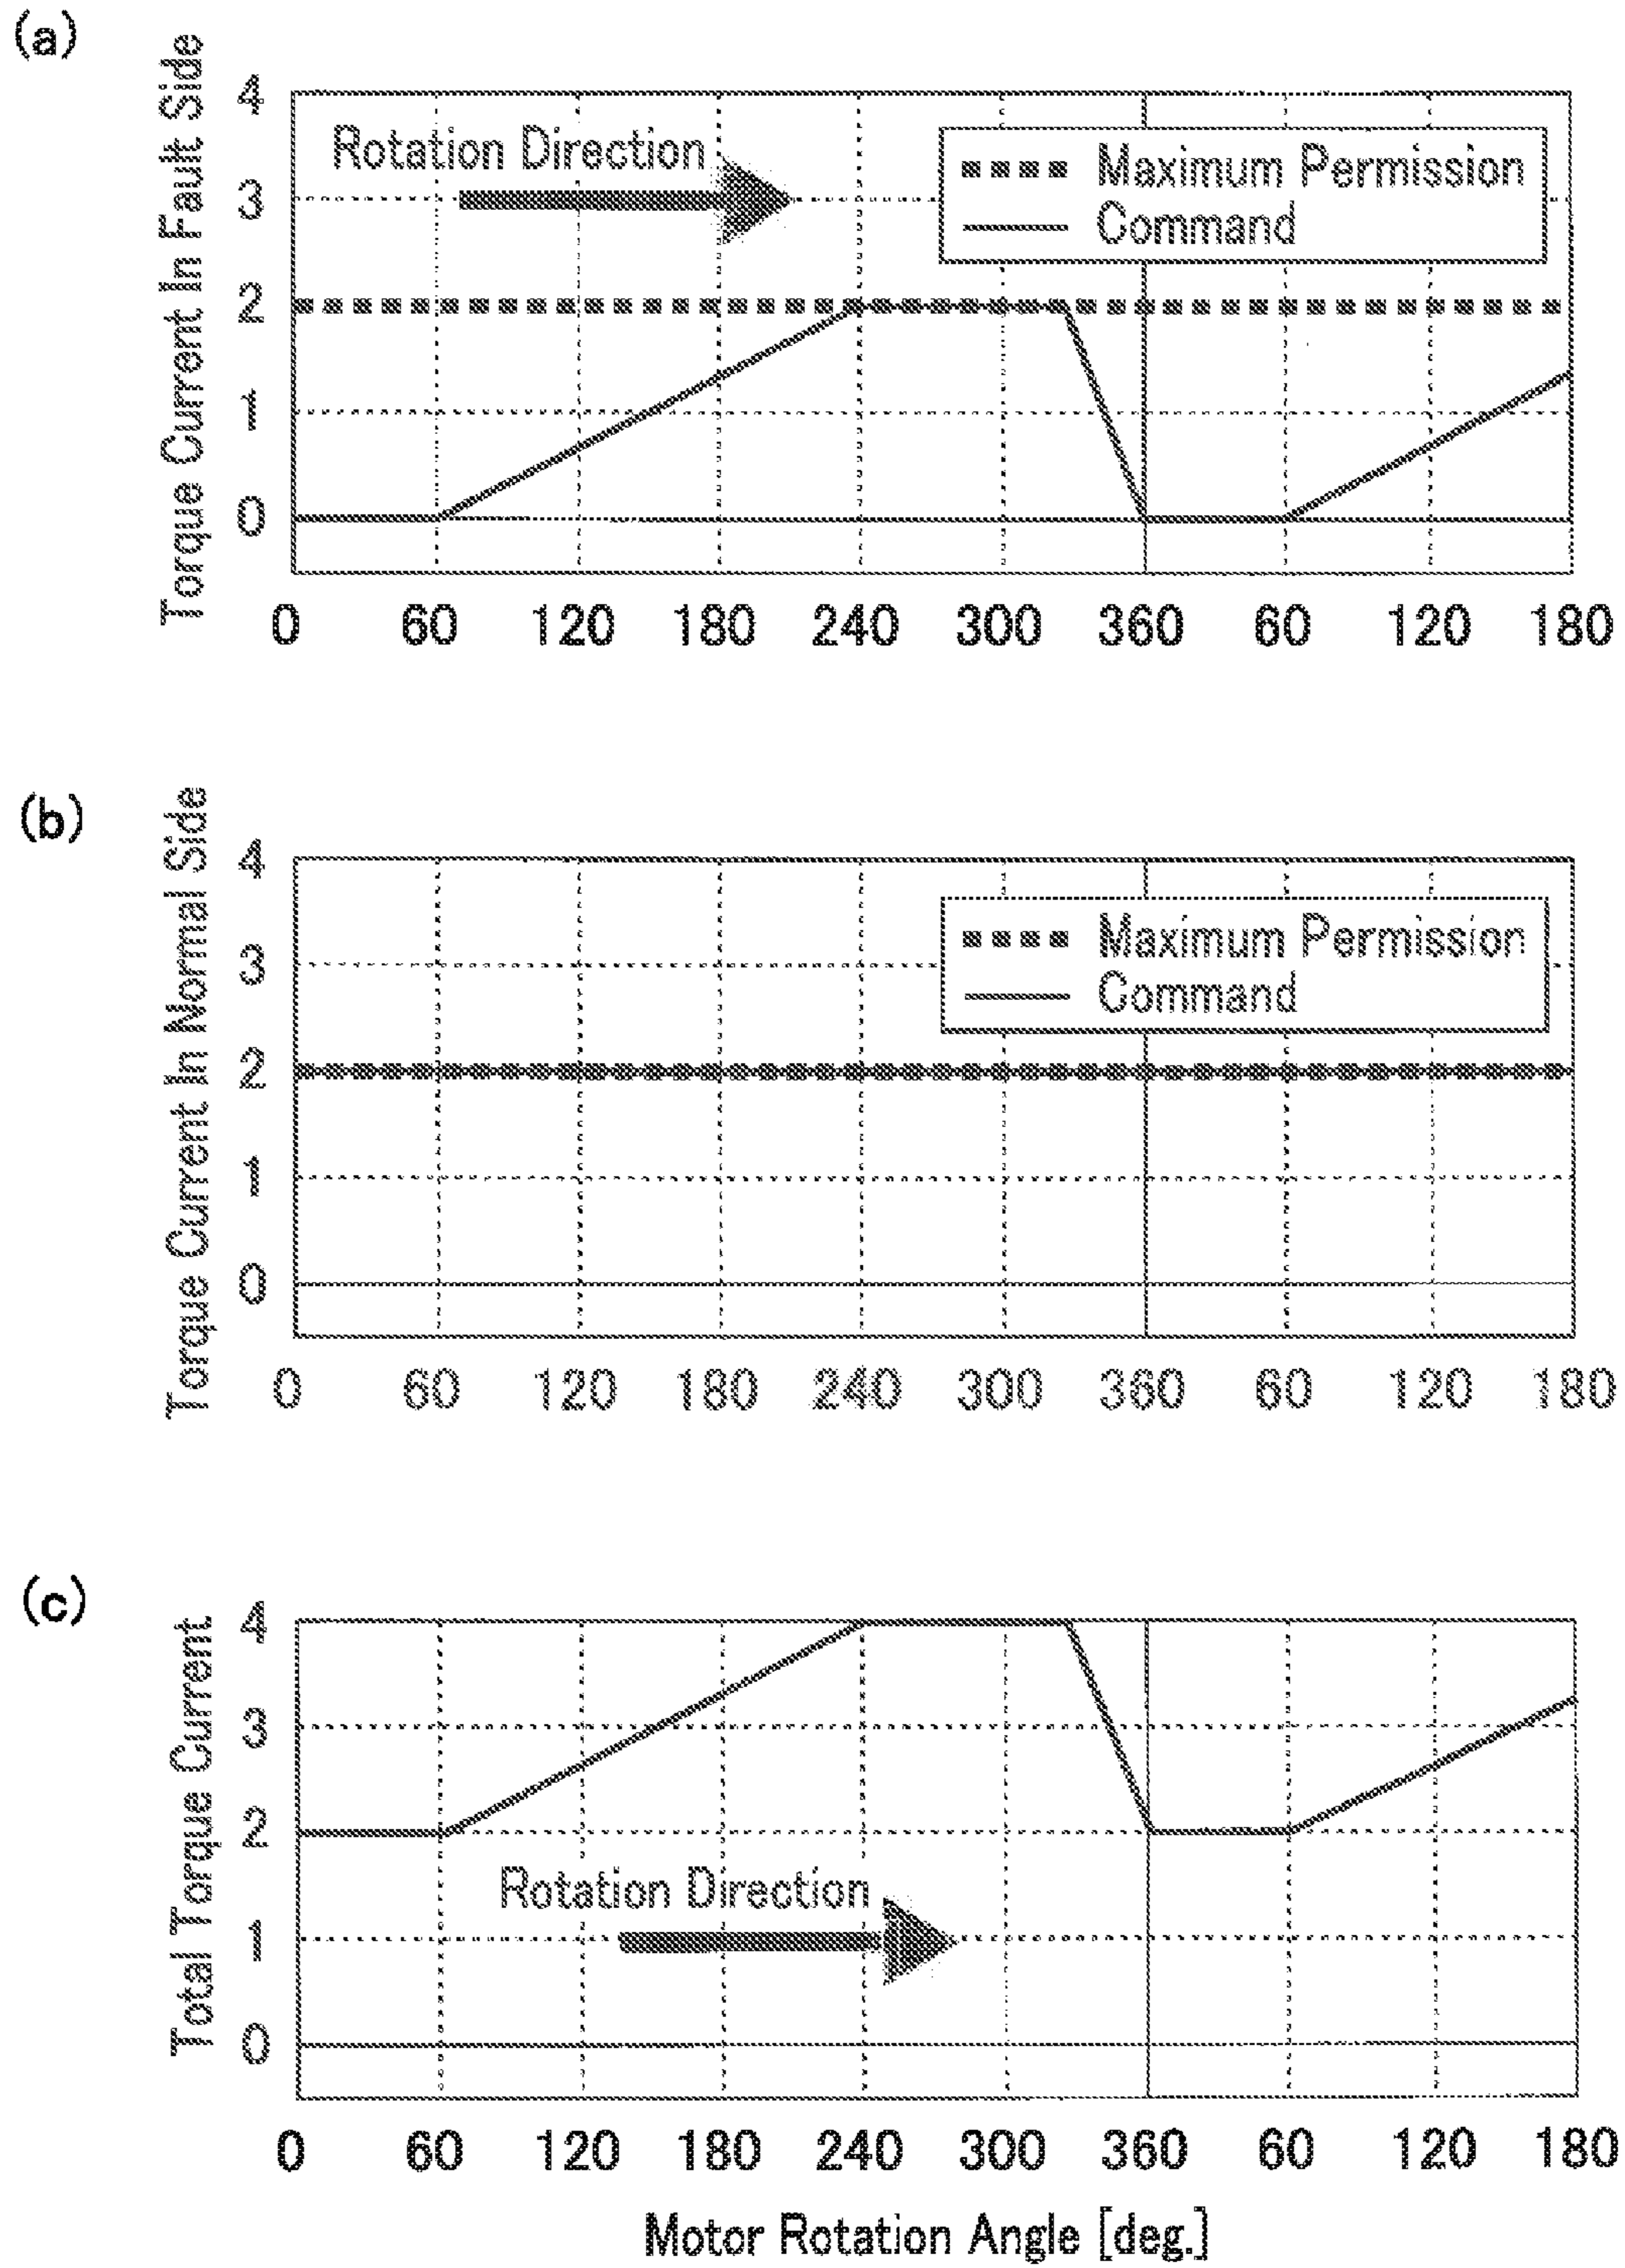 (a)
Torque Current In Fault Side
4
3
2
1
0
Rotation Direction
Maximum Permission
Command
0 60 120 180 240 300 360 60 120 180
(b)
Torque Current In Normal Side
4
3
2
1
0
Maximum Permission
Command
0 60 120 180 240 300 360 60 120 180
(c)
Total Torque Current
4
3
2
1
0
Rotation Direction
0 60 120 180 240 300 360 60 120 180
Motor Rotation Angle [deg.]